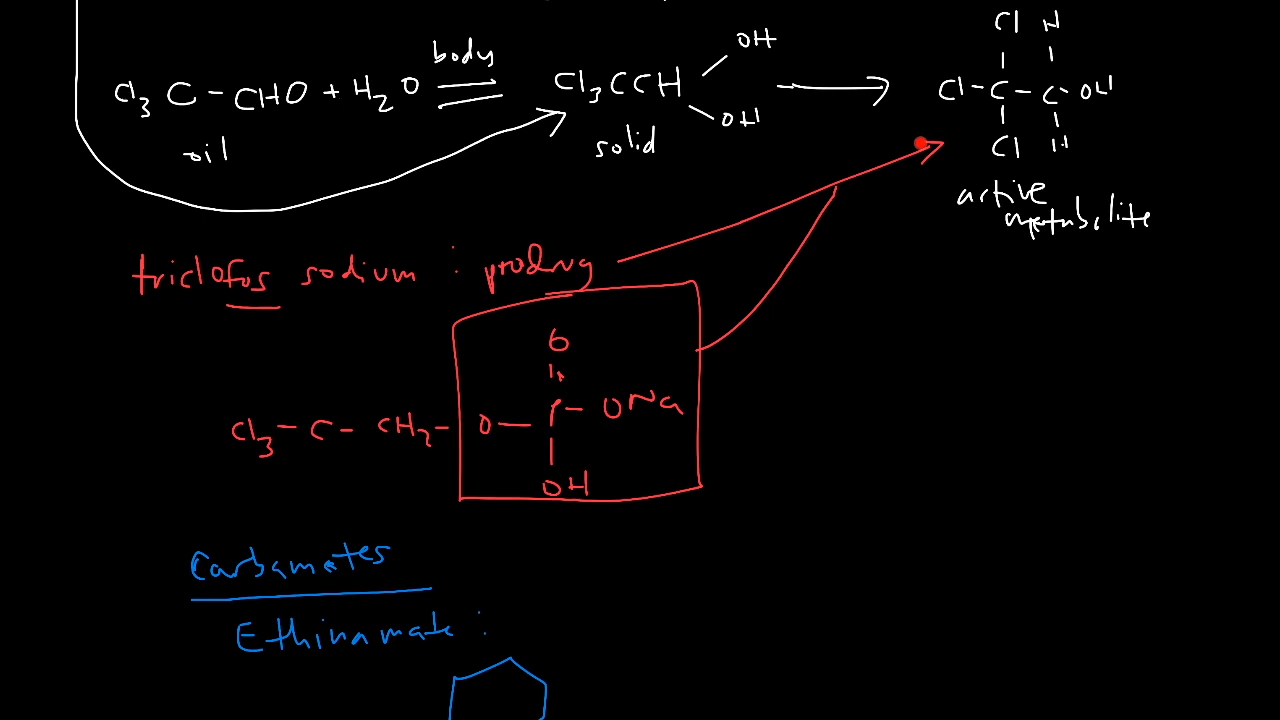 Cl H
body OH
Cl3 C - CHO + H2O ⇌ Cl3CCH → Cl - C - C - OH
OH
oil solid Cl H
active
metabolite
triclofos sodium : prodrug
O
Cl3 - C - CH2 - O - P - ONa
OH
Carbamates
Ethinamate :